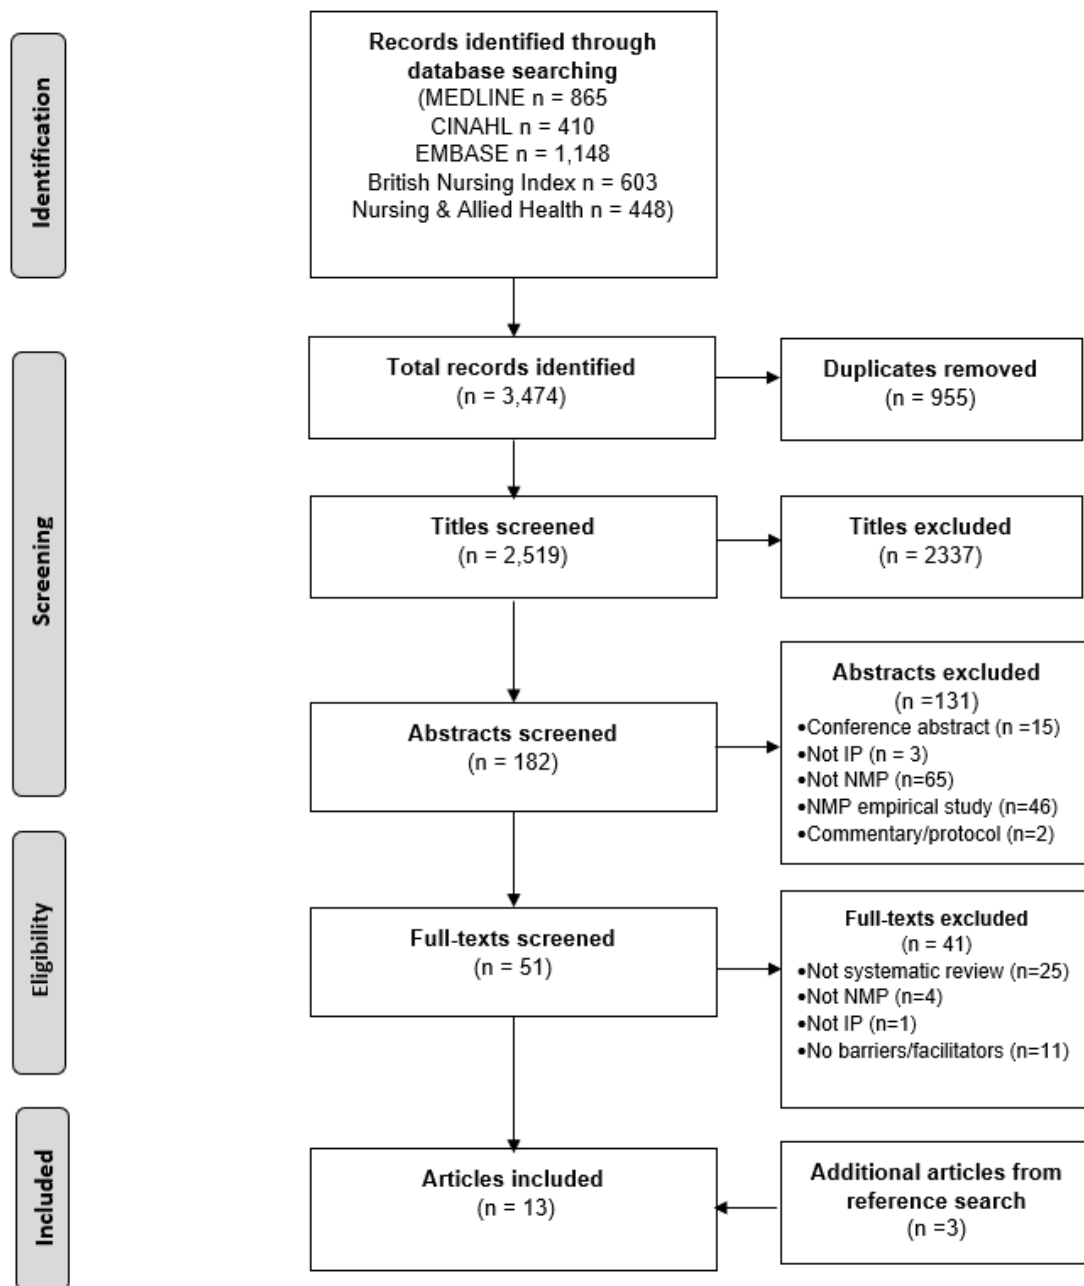 Identification
Records identified through
database searching
(MEDLINE n = 865
CINAHL n = 410
EMBASE n = 1,148
British Nursing Index n = 603
Nursing & Allied Health n = 448)
Screening
Total records identified
(n = 3,474)
Duplicates removed
(n = 955)
Titles screened
(n = 2,519)
Titles excluded
(n = 2337)
Abstracts screened
(n = 182)
Abstracts excluded
(n =131)
•Conference abstract (n =15)
•Not IP (n = 3)
•Not NMP (n=65)
•NMP empirical study (n=46)
•Commentary/protocol (n=2)
Eligibility
Full-texts screened
(n = 51)
Full-texts excluded
(n = 41)
•Not systematic review (n=25)
•Not NMP (n=4)
•Not IP (n=1)
•No barriers/facilitators (n=11)
Included
Articles included
(n = 13)
Additional articles from
reference search
(n =3)